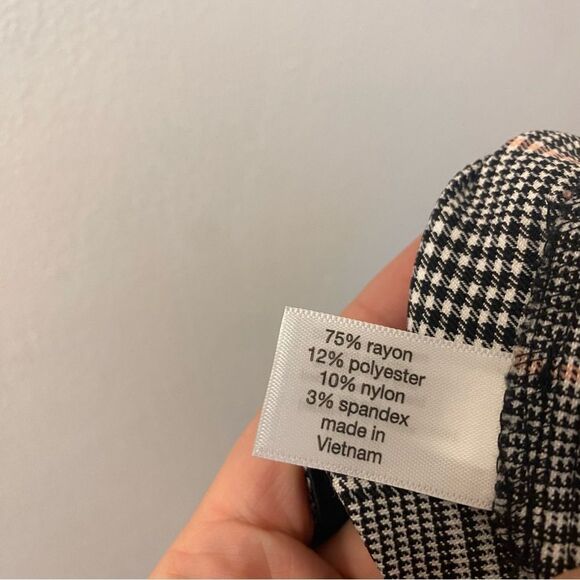 75% rayon
12% polyester
10% nylon
3% spandex
made in
Vietnam